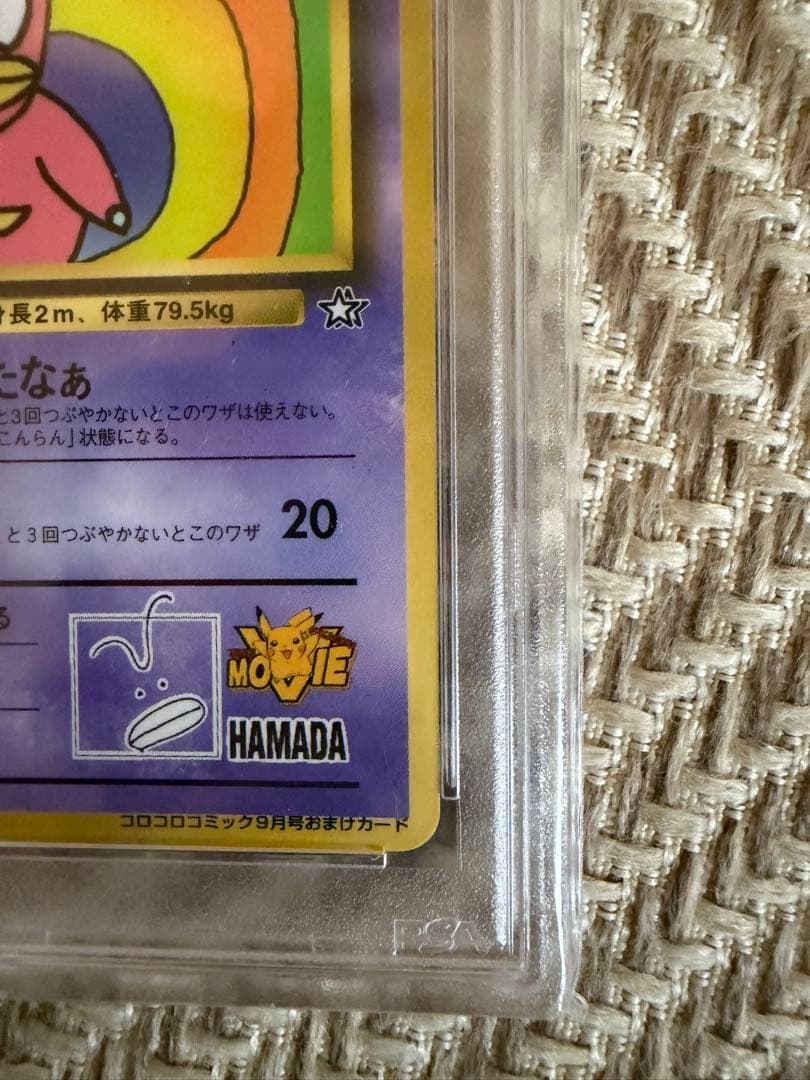 長2m、体重79.5kg
たなぁ
と3回つぶやかないとこのワザは使えない。
こんらん」状態になる。
と3回つぶやかないとこのワザ 20
る
MOVIE
HAMADA
コロコロコミック9月号おまけカード
PSA